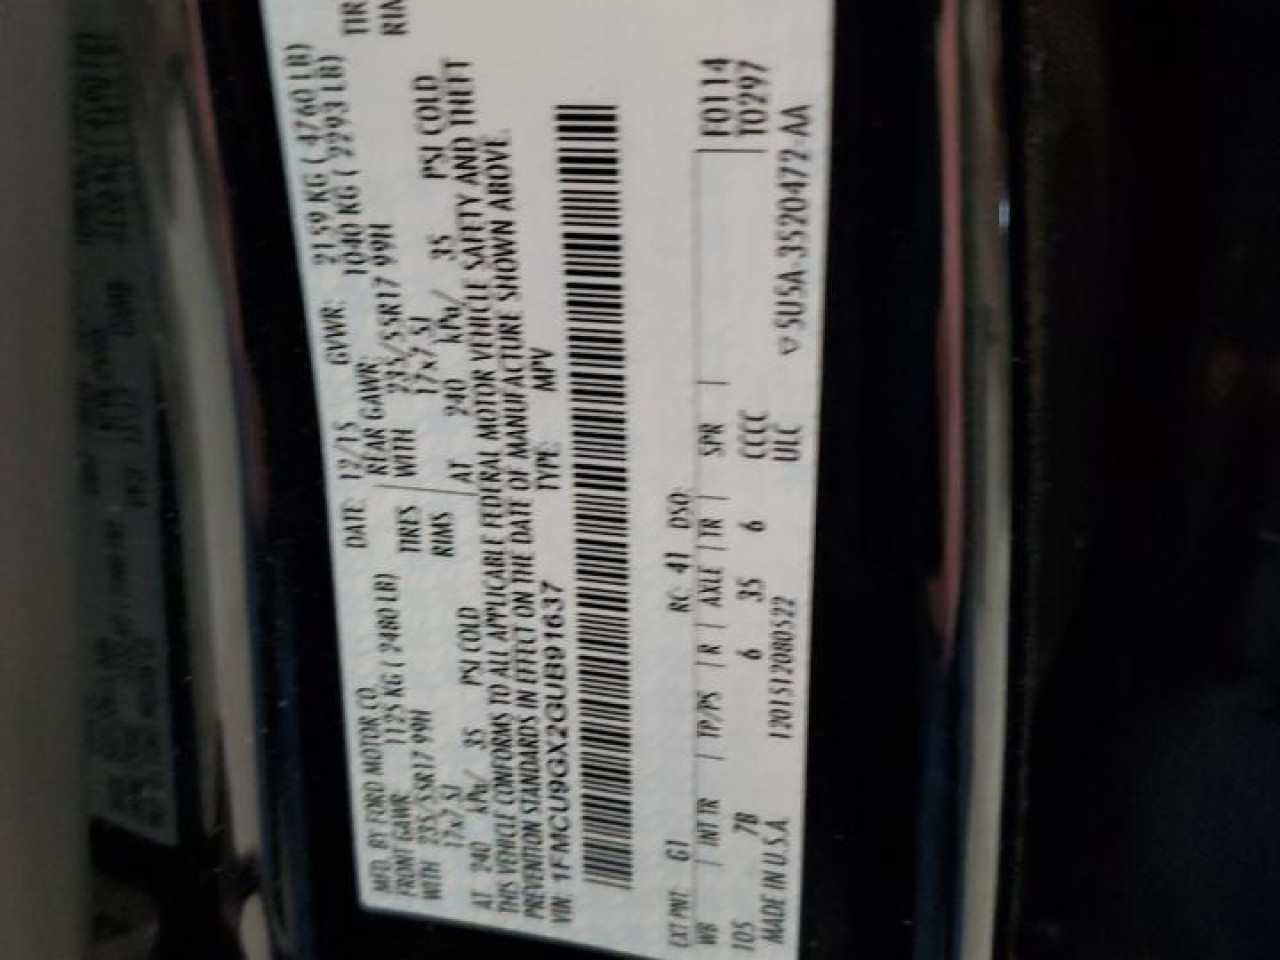 MFD. BY FORD MOTOR CO. DATE: 12/15 GVWR: 2159 KG ( 4760 LB)
FRONT GAWR: 1125 KG ( 2480 LB) REAR GAWR: 1040 KG ( 2293 LB)
WITH 235/55R17 99H TIRES WITH 235/55R17 99H TIR
17x7 SJ RIMS 17x7 SJ RIM
AT 240 kPa/ 35 PSI COLD AT 240 kPa/ 35 PSI COLD
THIS VEHICLE CONFORMS TO ALL APPLICABLE FEDERAL MOTOR VEHICLE SAFETY AND THEFT
PREVENTION STANDARDS IN EFFECT ON THE DATE OF MANUFACTURE SHOWN ABOVE.
VIN: 1FMCU9GX2GUB91637 TYPE: MPV
EXT PNT: G1 RC: 41 DSO:
WB | INT TR | TP/PS | R | AXLE | TR | SPR | F0114
105 7B 6 35 6 CCCC T0297
MADE IN U.S.A. 1201512080522 ULC ▽5U5A-3520472-AA